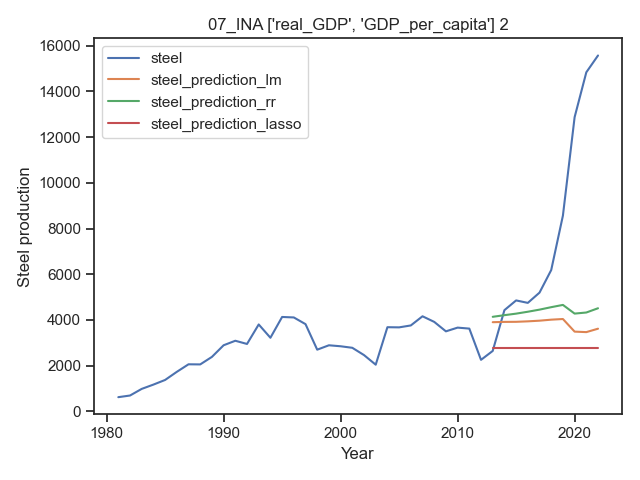 07_INA ['real_GDP', 'GDP_per_capita'] 2
16000
14000
12000
10000
8000
6000
4000
2000
0
Steel production
steel
steel_prediction_lm
steel_prediction_rr
steel_prediction_lasso
1980
1990
2000
2010
2020
Year